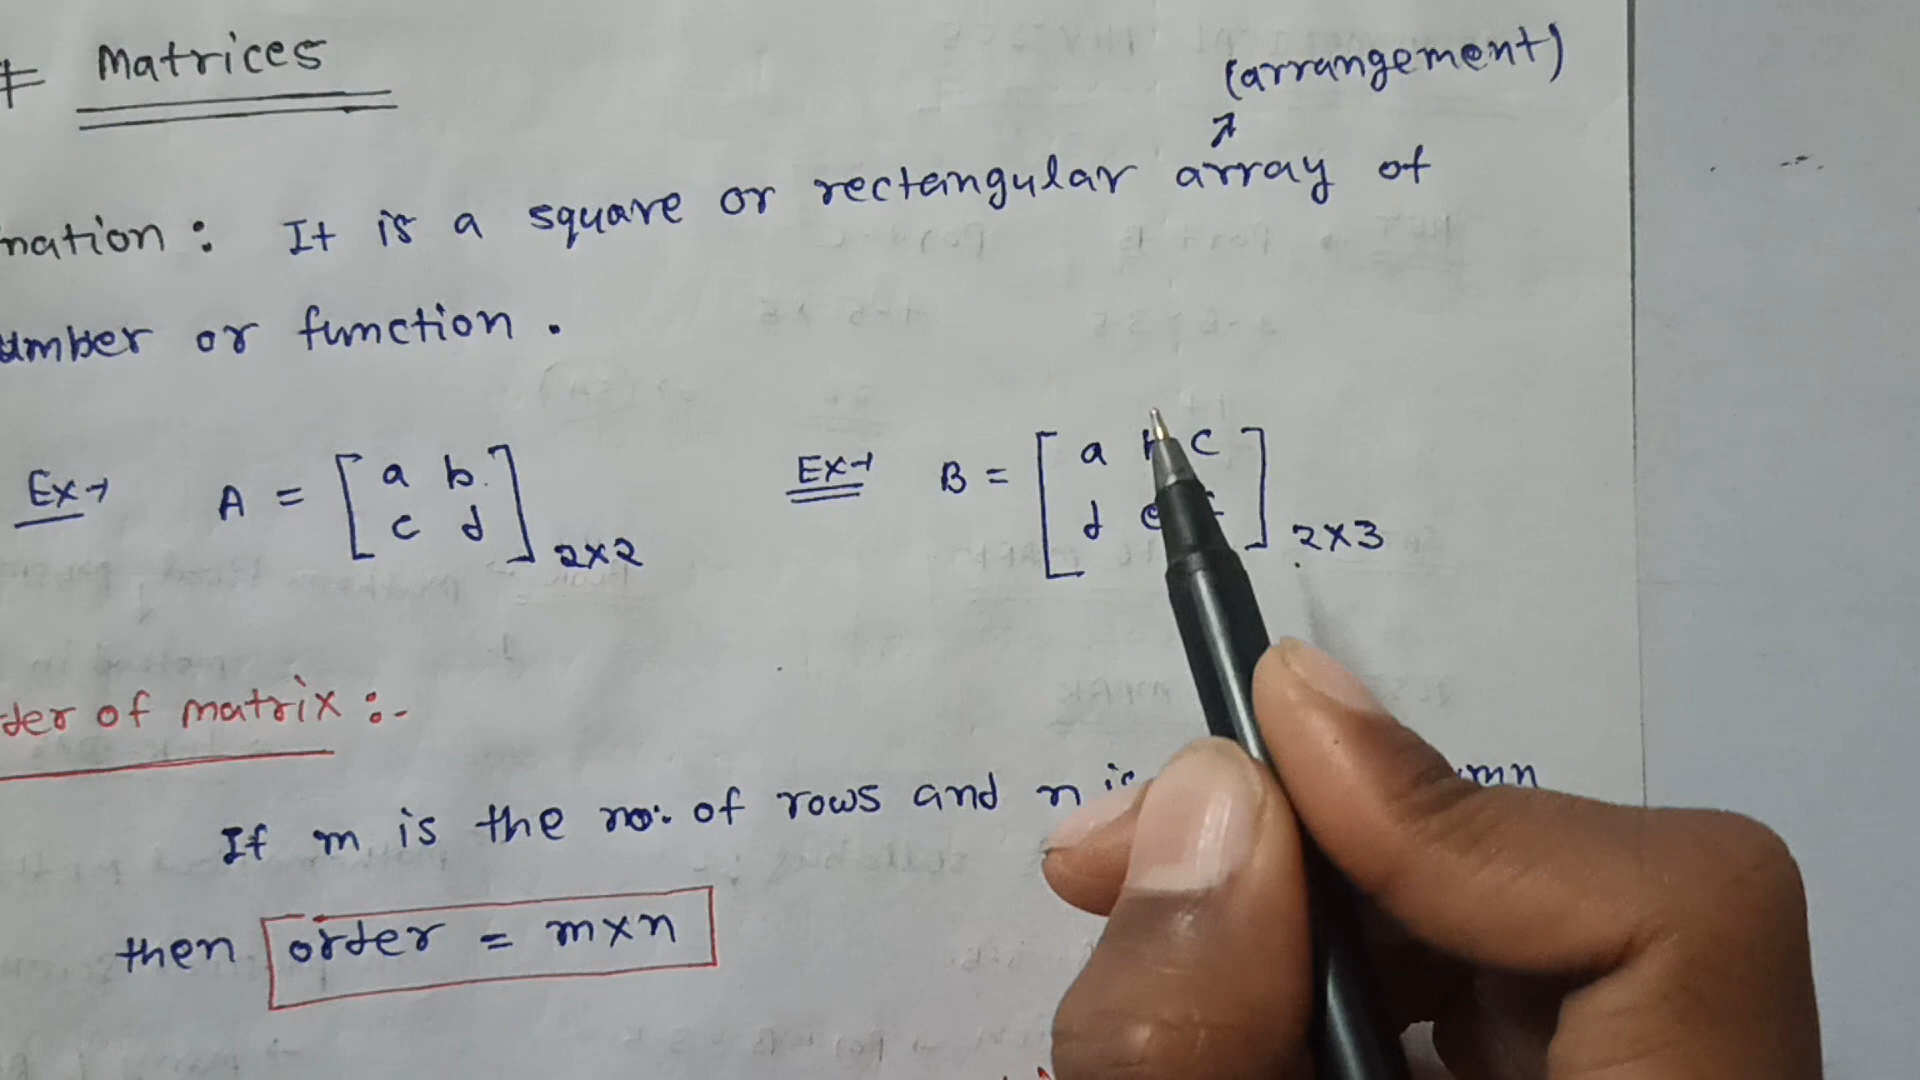 # Matrices
(arrangement)
nation : It is a square or rectangular array of
umber or function .
Ex→ A = [ a b
c d ] 2×2
Ex→ B = [ a c
d e ] 2×3
der of matrix :-
If m is the no. of rows and n is
then order = m×n